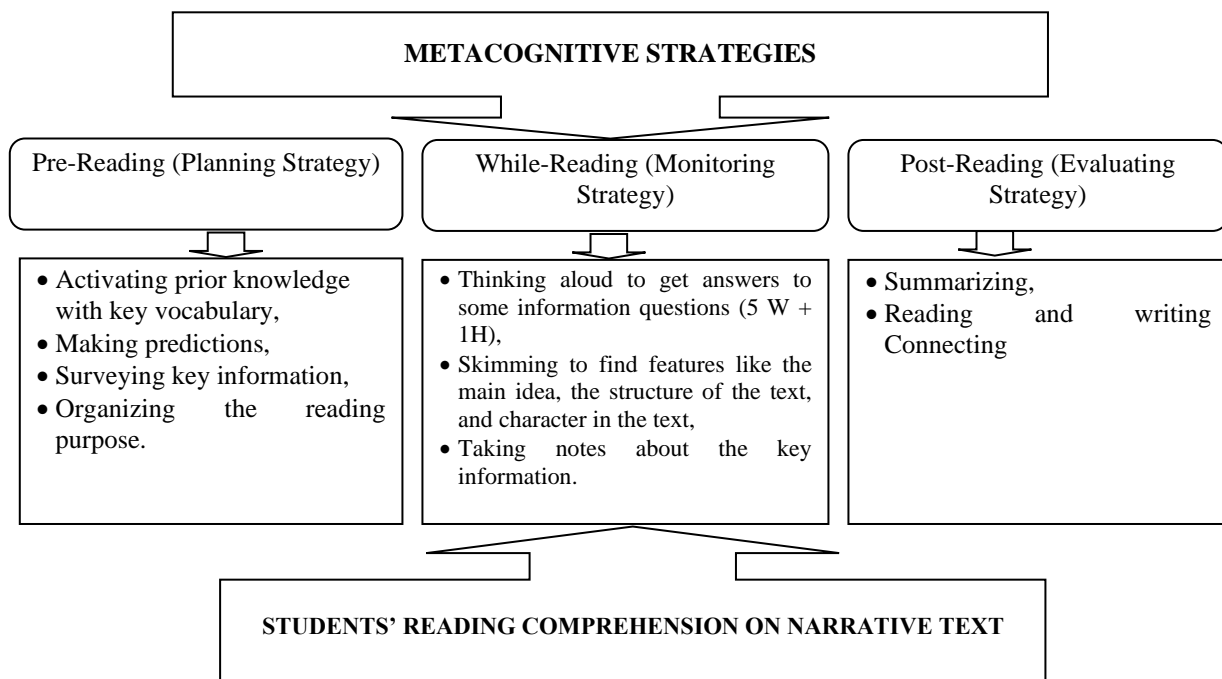 METACOGNITIVE STRATEGIES
Pre-Reading (Planning Strategy)
• Activating prior knowledge
with key vocabulary,
• Making predictions,
• Surveying key information,
• Organizing the reading
purpose.
While-Reading (Monitoring
Strategy)
• Thinking aloud to get answers to
some information questions (5 W +
1H),
• Skimming to find features like the
main idea, the structure of the text,
and character in the text,
• Taking notes about the key
information.
Post-Reading (Evaluating
Strategy)
• Summarizing,
• Reading and writing
Connecting
STUDENTS’ READING COMPREHENSION ON NARRATIVE TEXT